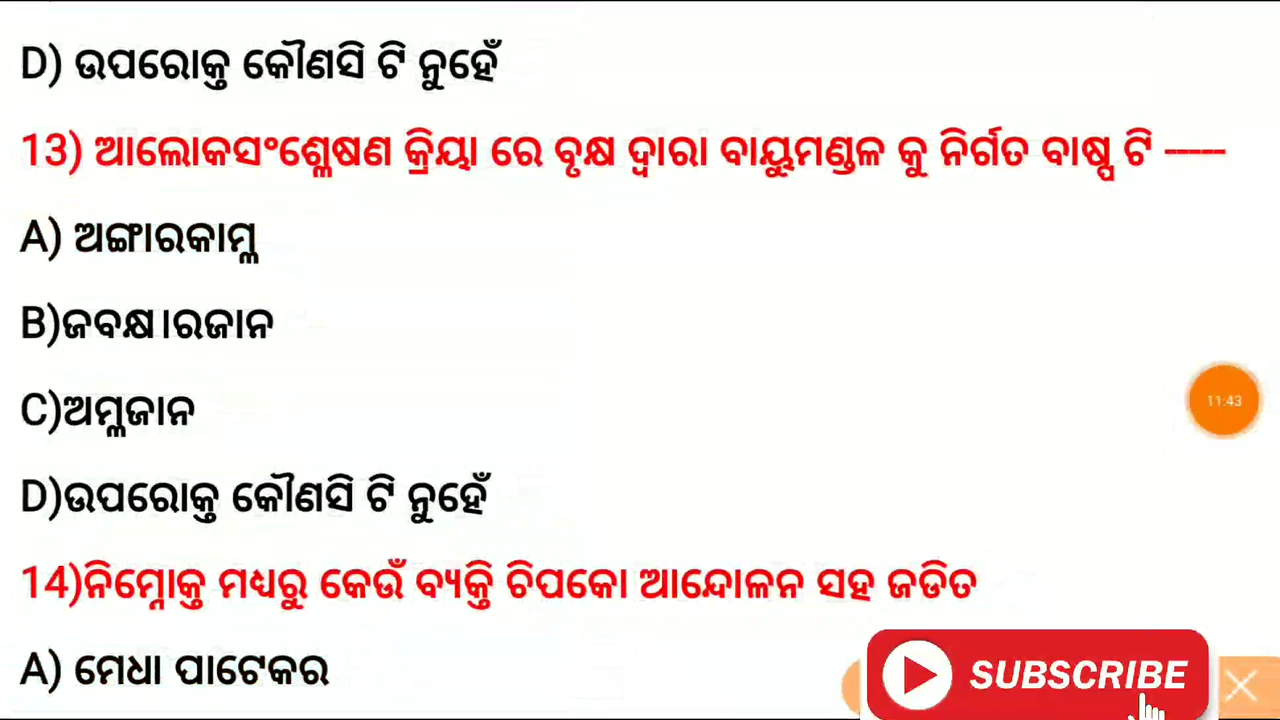 D) ଉପରୋକ୍ତ କୌଣସି ଟି ନୁହେଁ
13) ଆଲୋକସଂଶ୍ଳେଷଣ କ୍ରିୟା ରେ ବୃକ୍ଷ ଦ୍ୱାରା ବାୟୁମଣ୍ଡଳ କୁ ନିର୍ଗତ ବାଷ୍ପ ଟି -----
A) ଅଙ୍ଗାରକାମ୍ଳ
B)ଜବକ୍ଷାରଜାନ
C)ଅମ୍ଳଜାନ
11:43
D)ଉପରୋକ୍ତ କୌଣସି ଟି ନୁହେଁ
14)ନିମ୍ନୋକ୍ତ ମଧ୍ୟରୁ କେଉଁ ବ୍ୟକ୍ତି ଚିପକୋ ଆନ୍ଦୋଳନ ସହ ଜଡିତ
A) ମେଧା ପାଟେକର
SUBSCRIBE